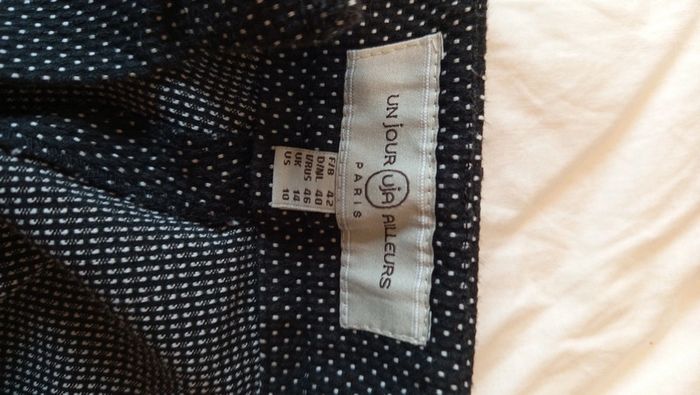 UN jOUR uja AiLLEURS
PARIS
F/B 42
D/NL 40
I/RUS 46
UK 14
US 10